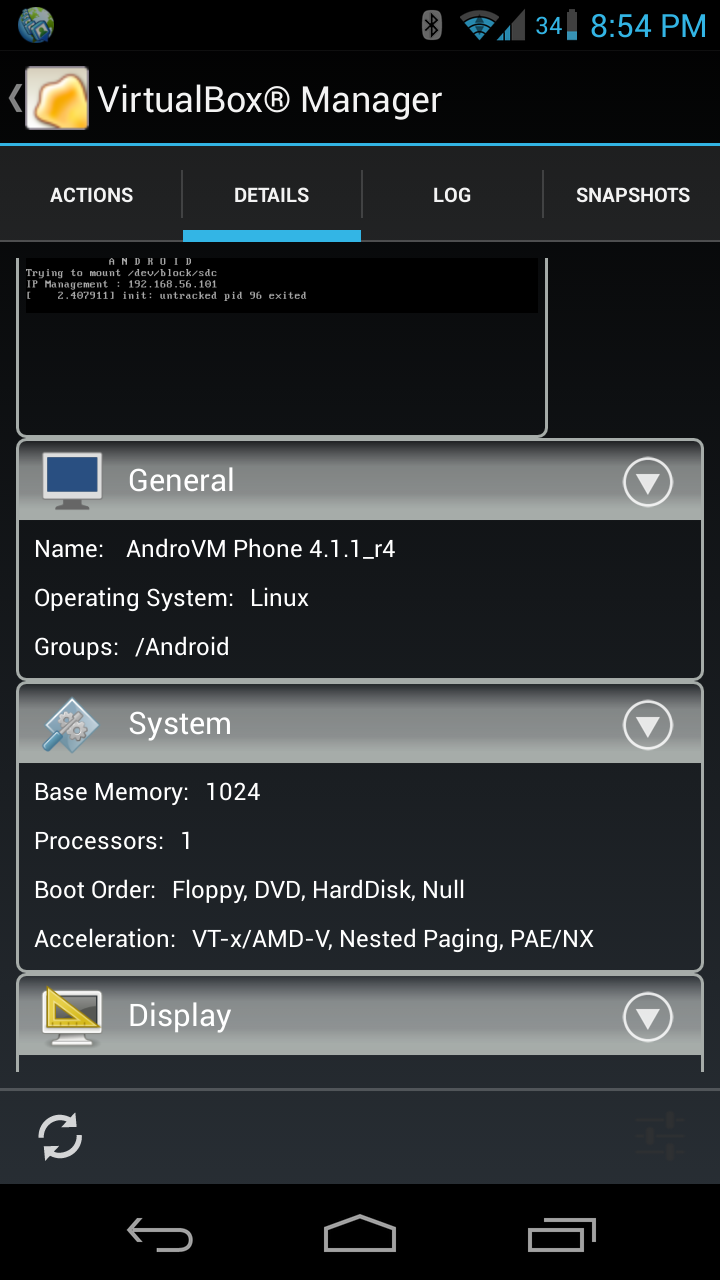 34 8:54 PM
VirtualBox® Manager
ACTIONS DETAILS LOG SNAPSHOTS
A N D R O I D
Trying to mount /dev/block/sdc
IP Management : 192.168.56.101
[    2.407911] init: untracked pid 96 exited
General
Name: AndroVM Phone 4.1.1_r4
Operating System: Linux
Groups: /Android
System
Base Memory: 1024
Processors: 1
Boot Order: Floppy, DVD, HardDisk, Null
Acceleration: VT-x/AMD-V, Nested Paging, PAE/NX
Display